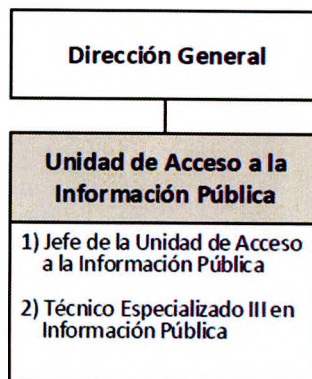 Dirección General
Unidad de Acceso a la
Información Pública
1) Jefe de la Unidad de Acceso
a la Información Pública
2) Técnico Especializado III en
Información Pública